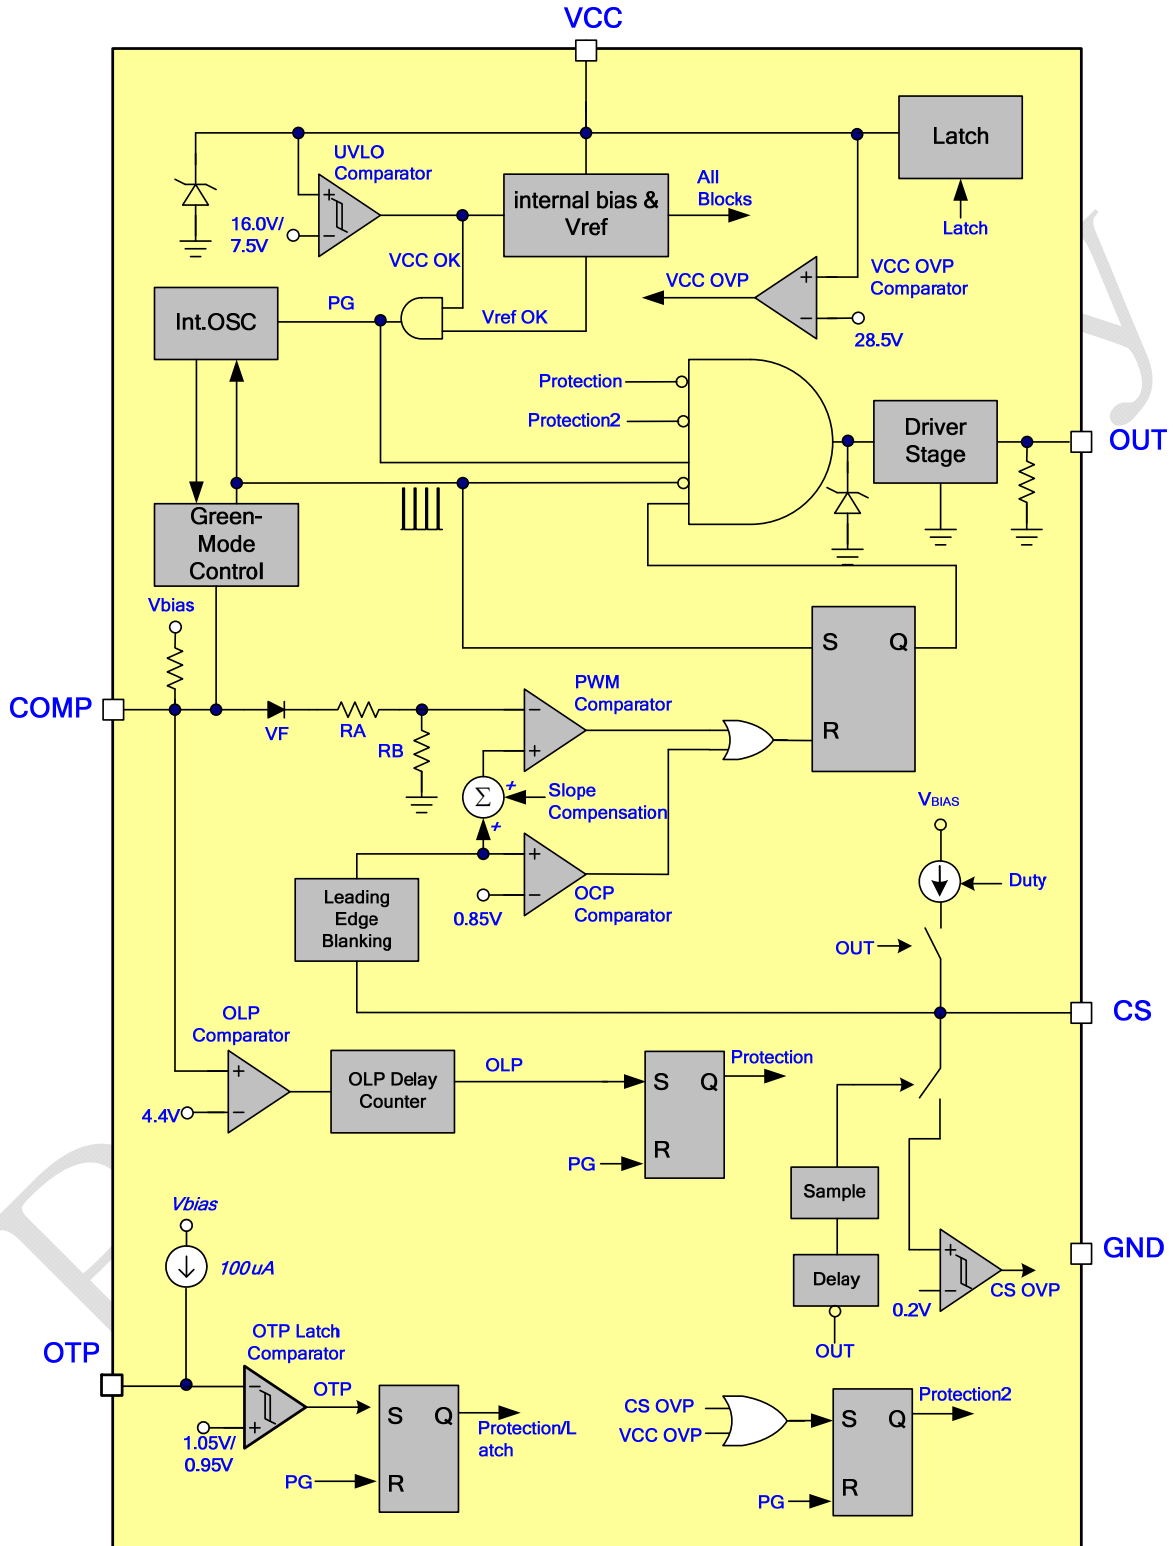 VCC
Latch
UVLO
Comparator
+
−
16.0V/
7.5V
internal bias &
Vref
All
Blocks
Latch
VCC OK
VCC OVP
+
−
VCC OVP
Comparator
28.5V
PG
Vref OK
Int.OSC
Protection
Protection2
Driver
Stage
OUT
Green-
Mode
Control
Vbias
S
Q
R
COMP
VF
RA
RB
PWM
Comparator
−
+
Σ
+
+
Slope
Compensation
VBIAS
Duty
Leading
Edge
Blanking
+
−
0.85V
OCP
Comparator
OUT
CS
OLP
Comparator
+
−
4.4V
OLP Delay
Counter
OLP
S
Q
R
Protection
PG
Sample
Delay
OUT
GND
+
−
0.2V
CS OVP
Vbias
100uA
OTP
OTP Latch
Comparator
−
+
1.05V/
0.95V
OTP
S
Q
R
Protection/L
atch
PG
CS OVP
VCC OVP
S
Q
R
Protection2
PG